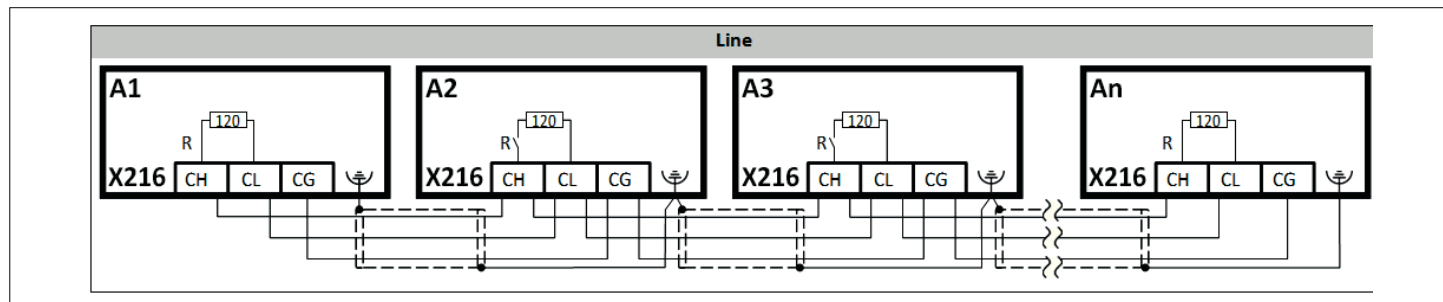 Line
A1 A2 A3 An
120 120 120 120
R R R R
X216 CH CL CG X216 CH CL CG X216 CH CL CG X216 CH CL CG